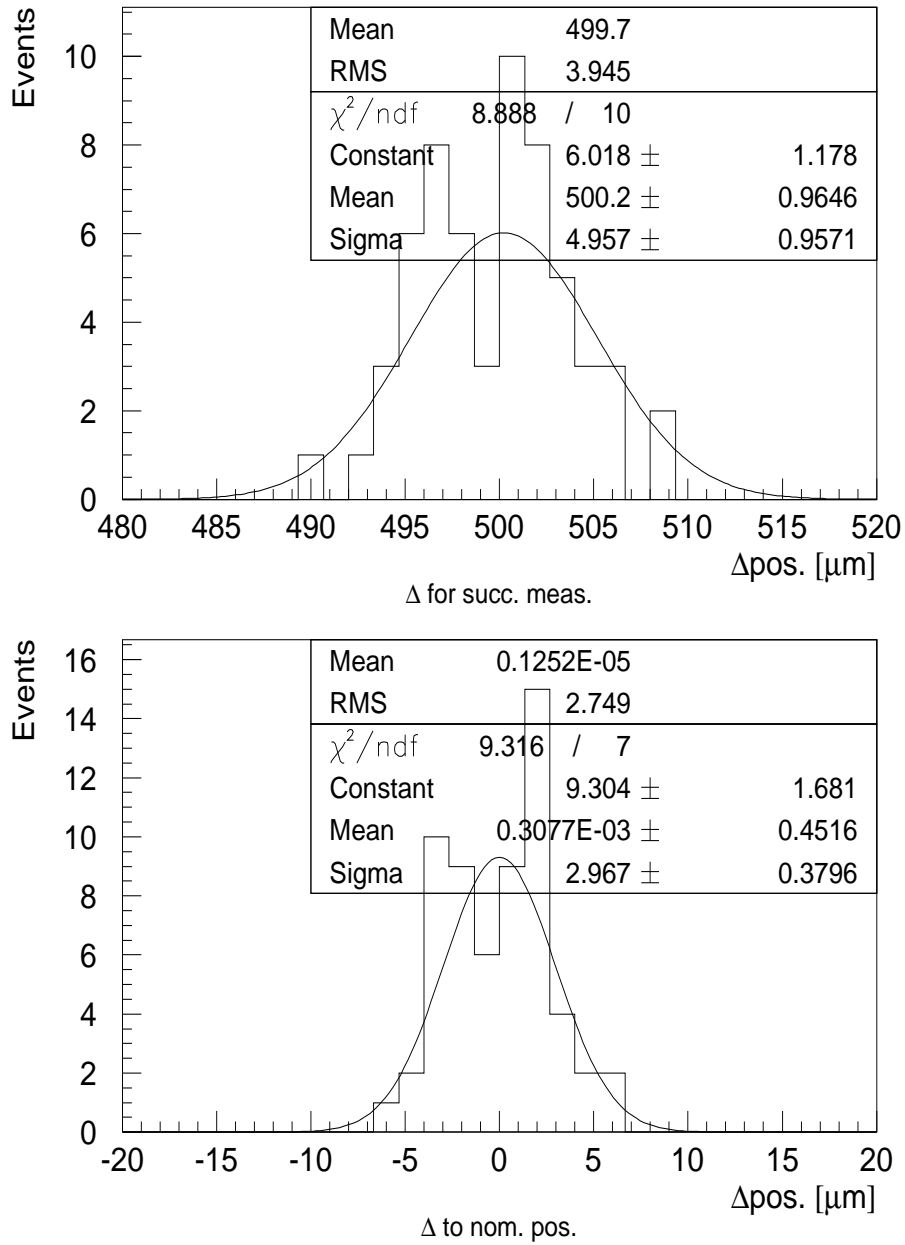 Events
Mean 499.7
RMS 3.945
χ²/ndf 8.888 / 10
Constant 6.018 ± 1.178
Mean 500.2 ± 0.9646
Sigma 4.957 ± 0.9571
10
8
6
4
2
0
480 485 490 495 500 505 510 515 520
Δpos. [μm]
Δ for succ. meas.
Events
Mean 0.1252E-05
RMS 2.749
χ²/ndf 9.316 / 7
Constant 9.304 ± 1.681
Mean 0.3077E-03 ± 0.4516
Sigma 2.967 ± 0.3796
16
14
12
10
8
6
4
2
0
-20 -15 -10 -5 0 5 10 15 20
Δpos. [μm]
Δ to nom. pos.